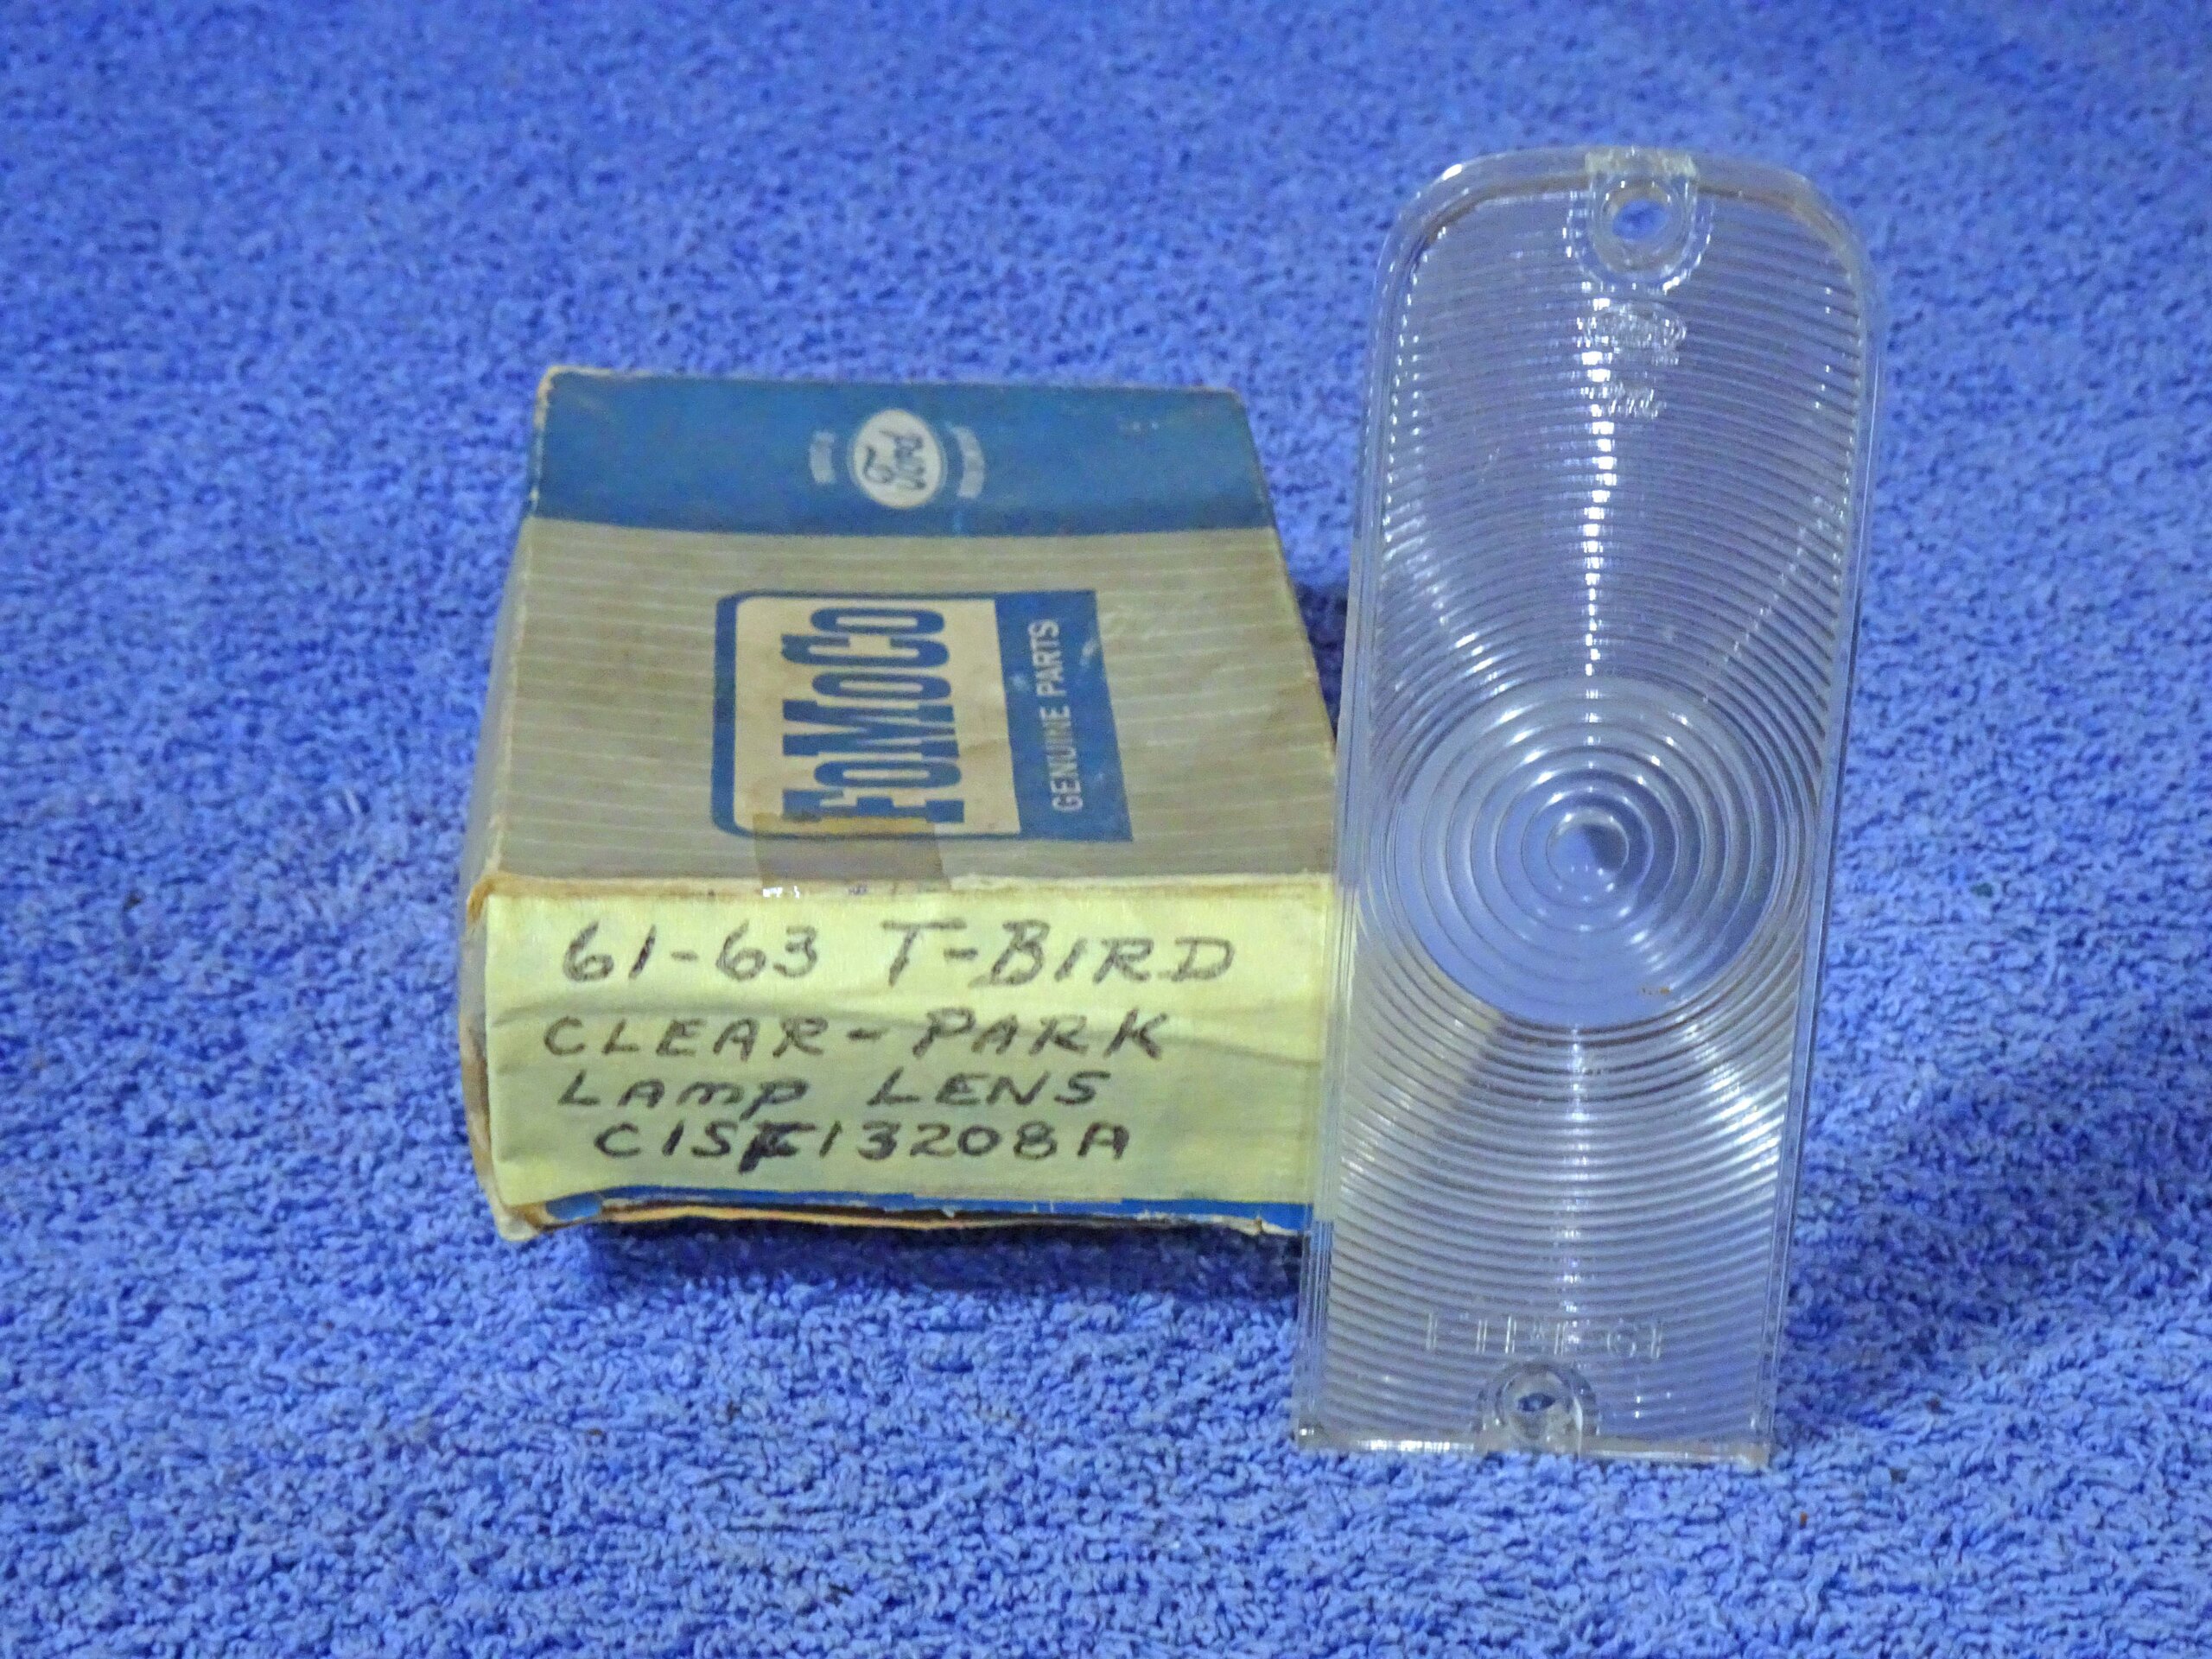 Ford
FoMoCo
GENUINE PARTS
61-63 T-BIRD
CLEAR-PARK
LAMP LENS
C1SF13208A